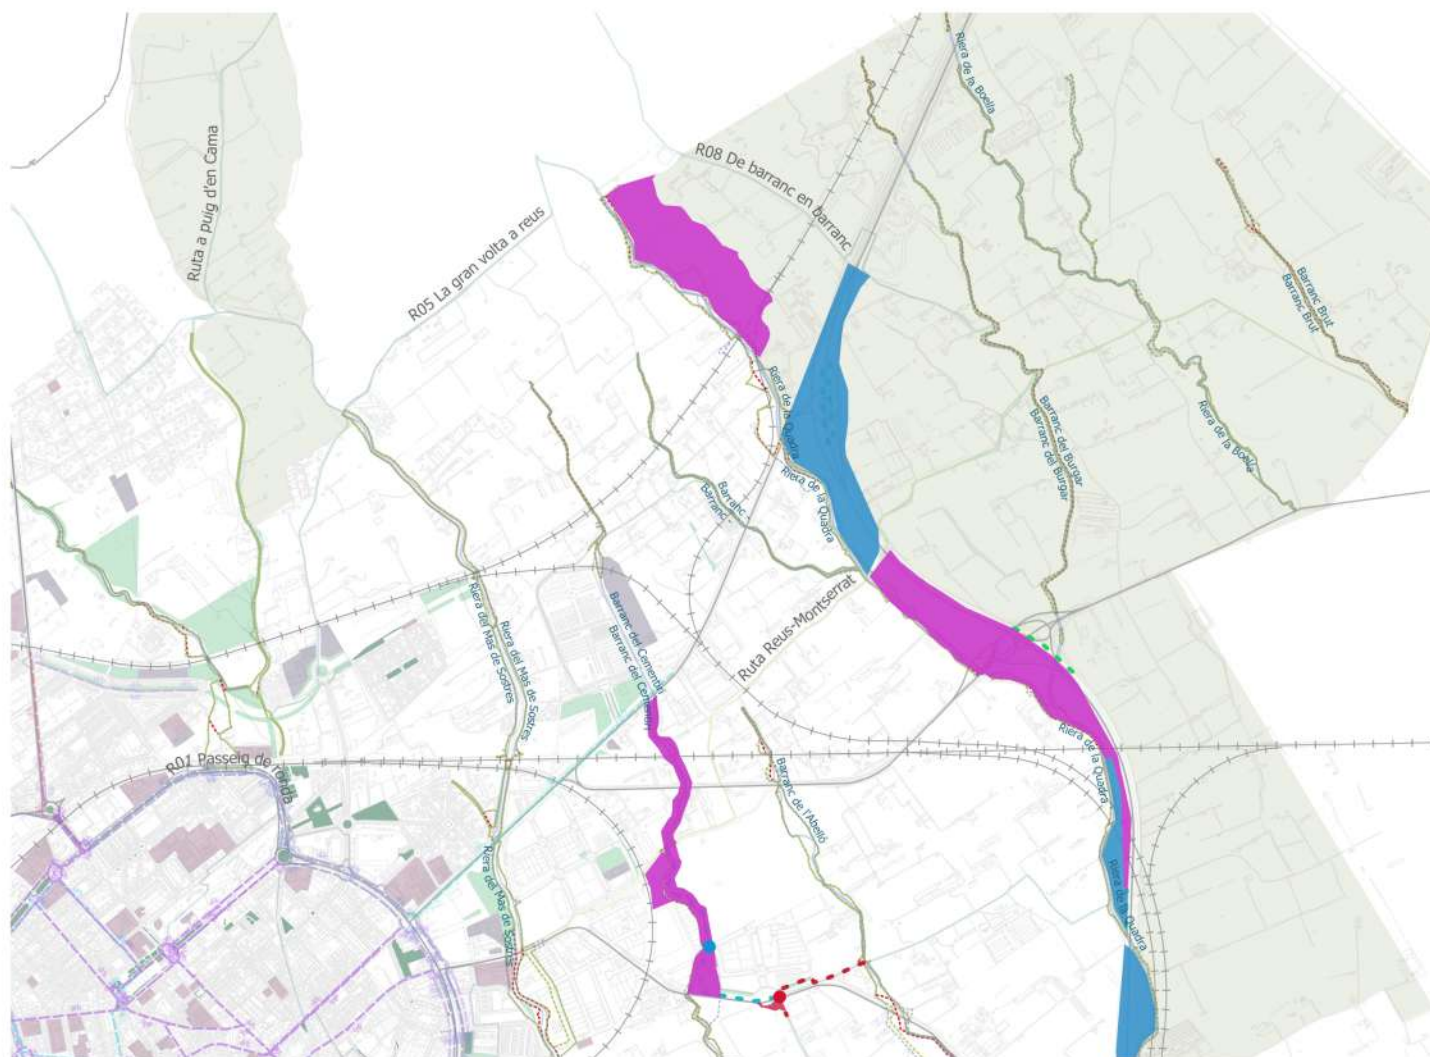 Riera de la Boella
R08 De barranc en barranc
Ruta a puig d'en Cama
R05 La gran volta a reus
Barranc Brut
Barranc Brut
Riera de la Quadra
Barranc del Burgar
Barranc del Burgar
Riera de la Boella
Riera de la Quadra
Barranc
Barranc
Ruta Reus-Montserrat
Riera del Mas de Sostres
Riera del Mas de Sostres
Barranc del Cementiri
Barranc del Cementiri
Riera de la Quadra
R01 Passeig de ronda
Barranc de l'Abelló
Riera del Mas de Sostres
Riera de la Quadra